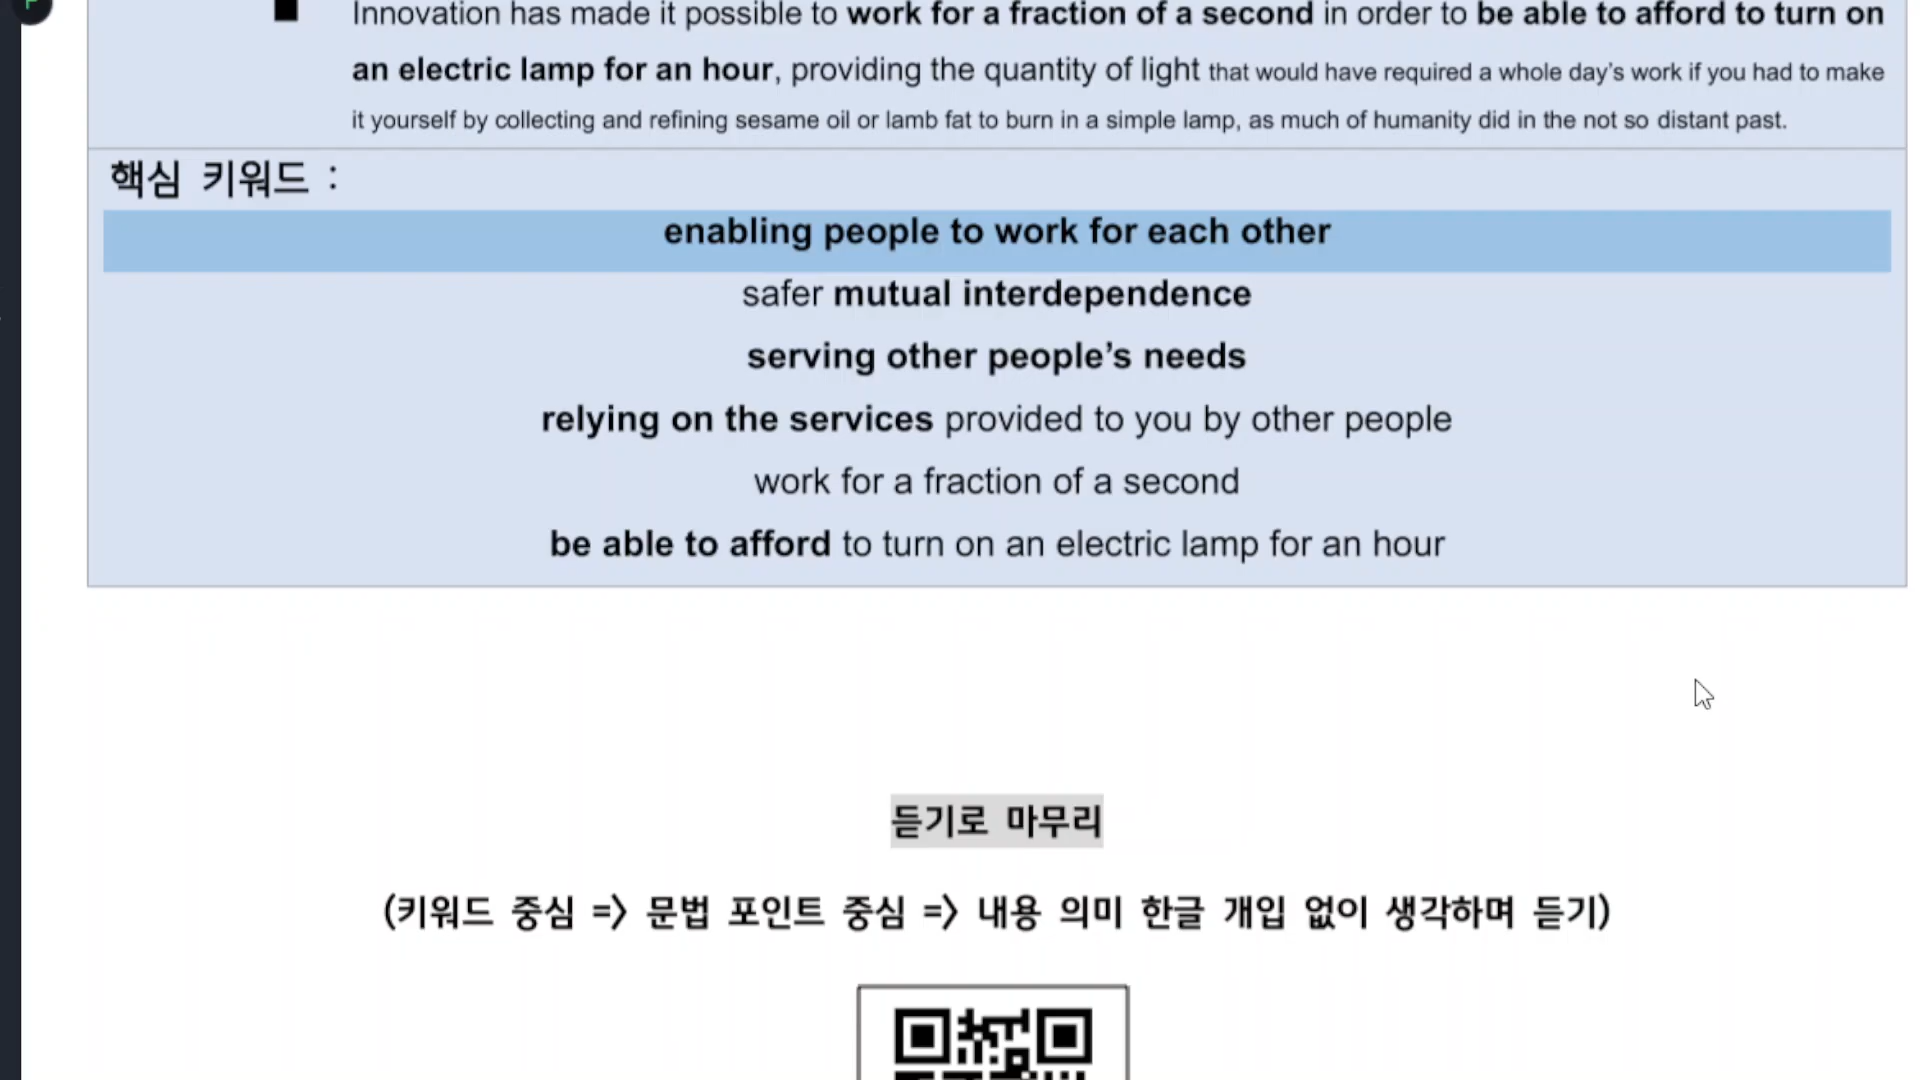 Innovation has made it possible to work for a fraction of a second in order to be able to afford to turn on
an electric lamp for an hour, providing the quantity of light that would have required a whole day’s work if you had to make
it yourself by collecting and refining sesame oil or lamb fat to burn in a simple lamp, as much of humanity did in the not so distant past.
핵심 키워드 :
enabling people to work for each other
safer mutual interdependence
serving other people’s needs
relying on the services provided to you by other people
work for a fraction of a second
be able to afford to turn on an electric lamp for an hour
듣기로 마무리
(키워드 중심 => 문법 포인트 중심 => 내용 의미 한글 개입 없이 생각하며 듣기)